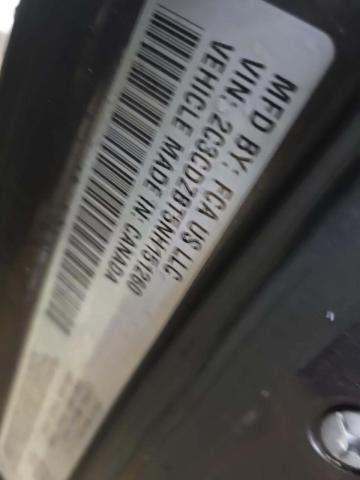 MFD BY: FCA US LLC
VIN: 2C3CDZBT5NH151260
VEHICLE MADE IN: CANADA